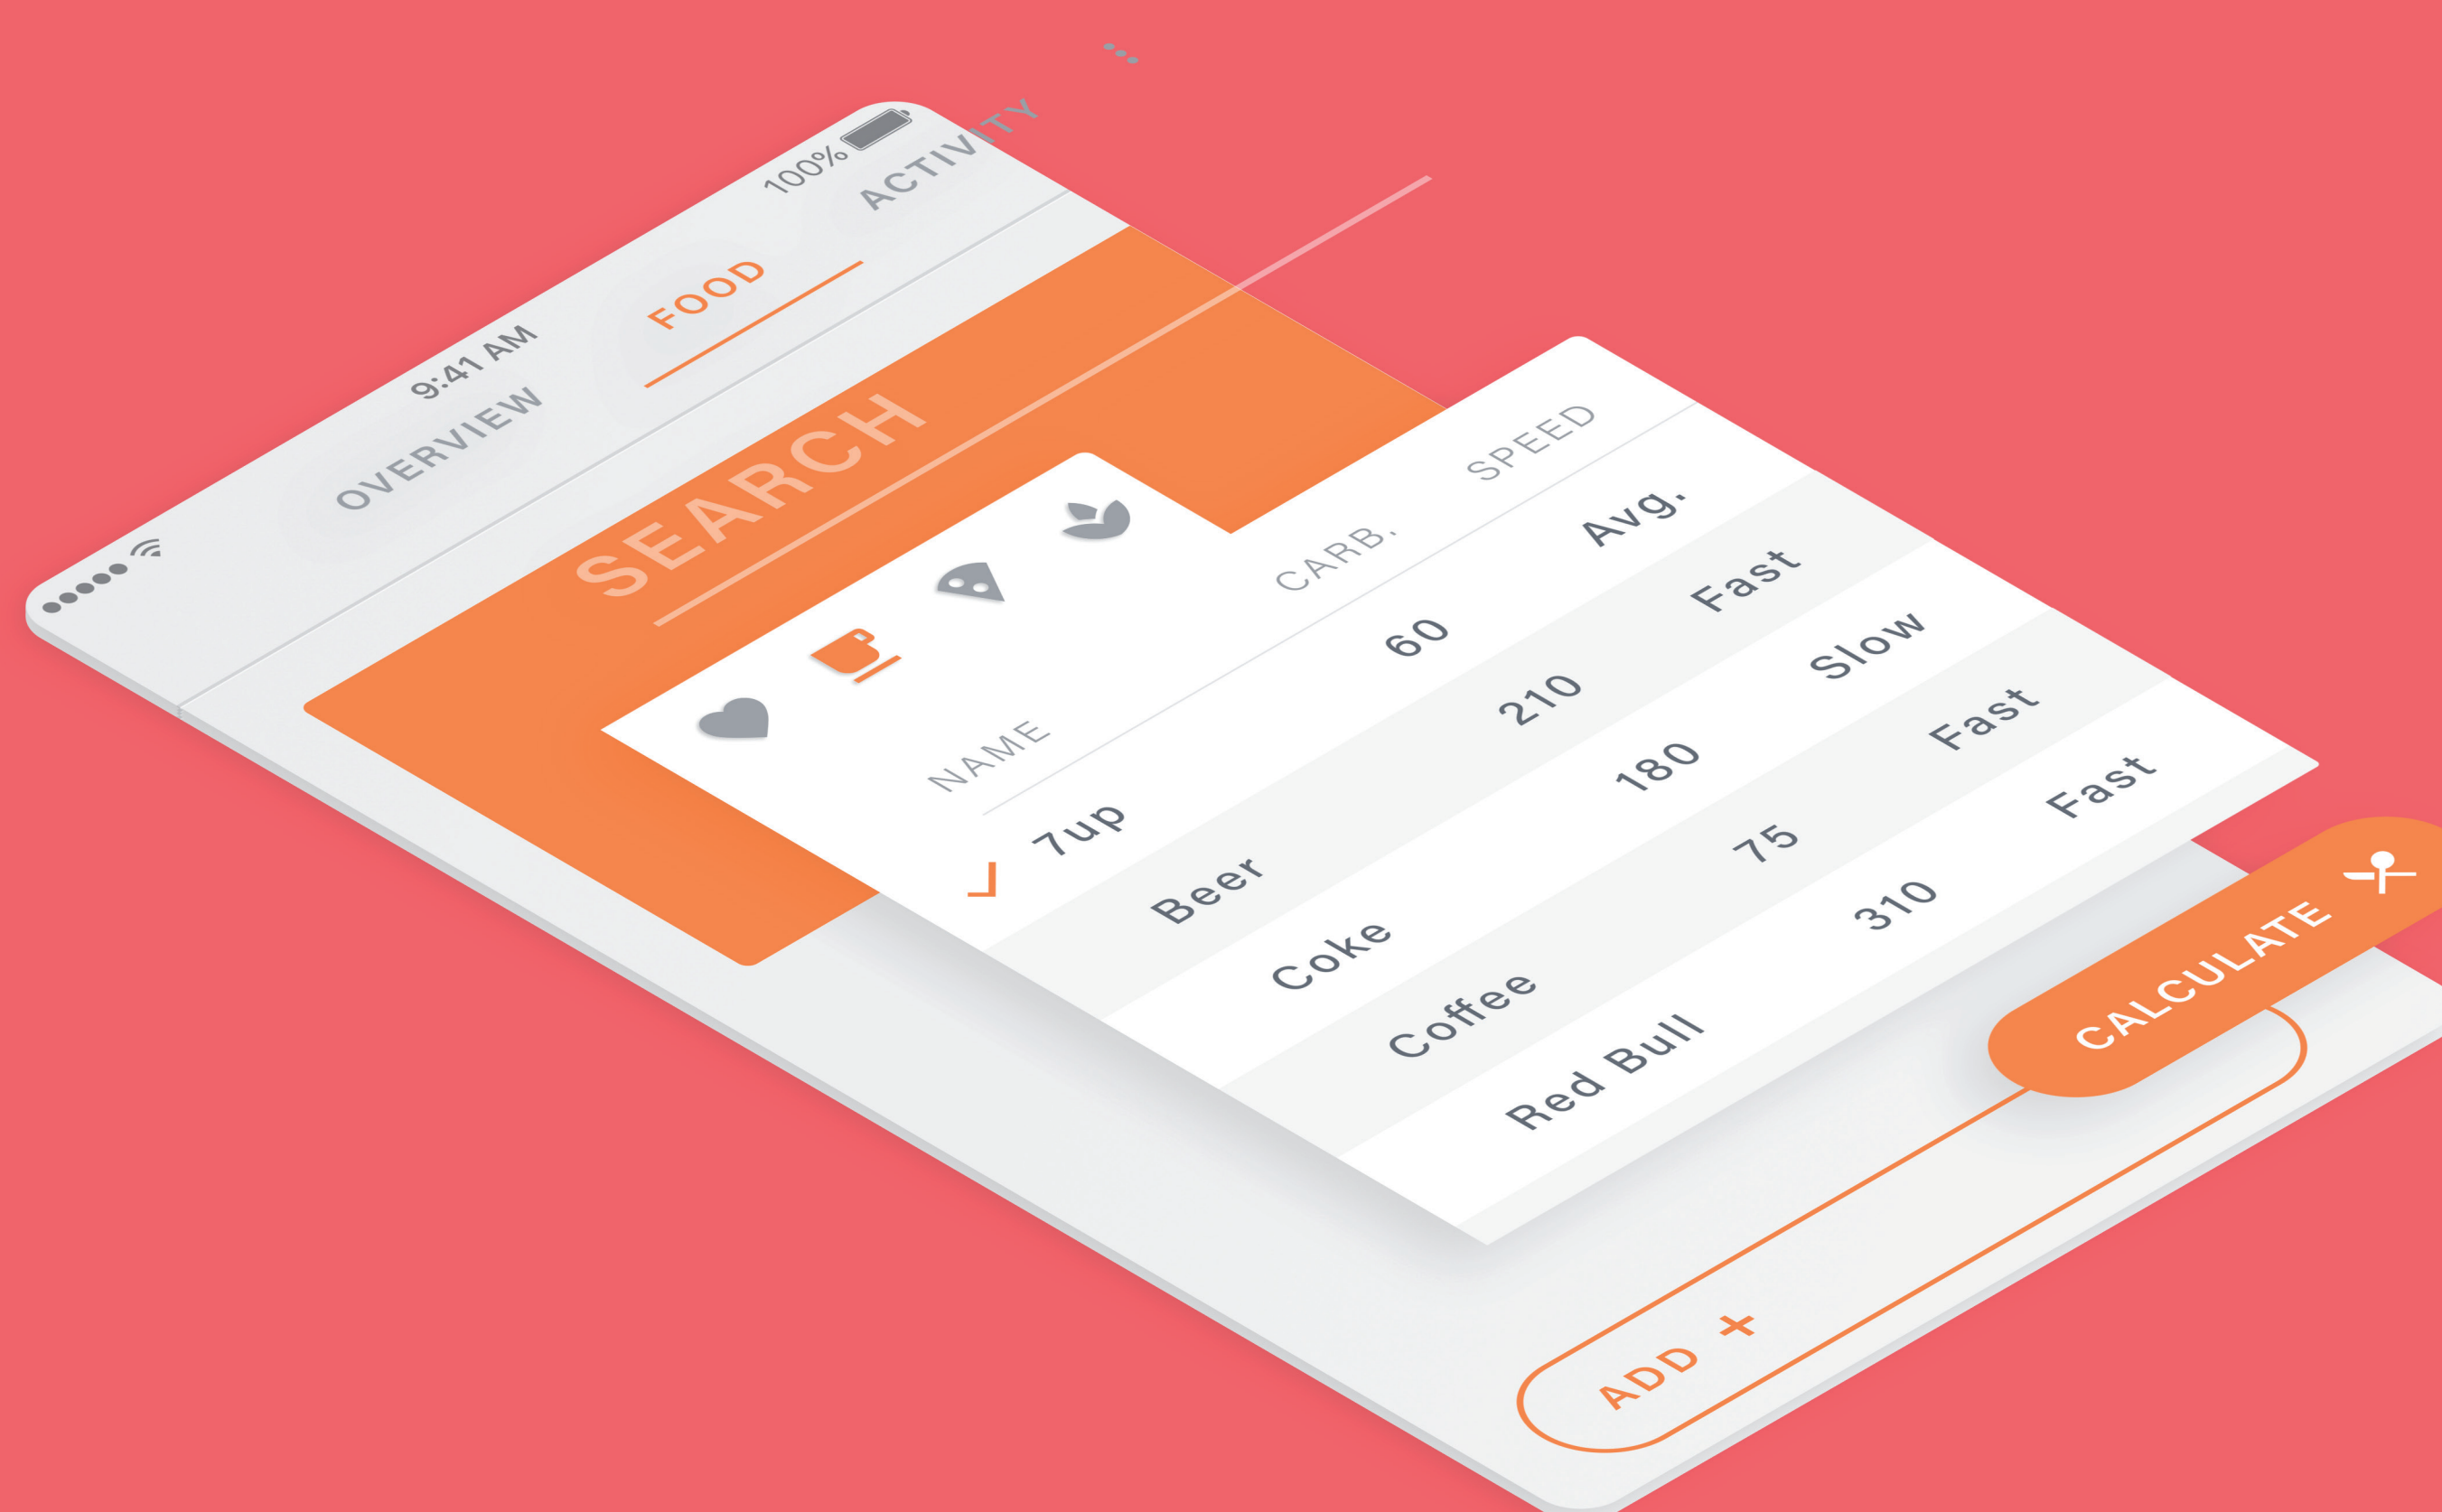 9:41 AM 100%
OVERVIEW FOOD ACTIVITY
SEARCH
NAME CARB. SPEED
7up 60 Avg.
Beer 210 Fast
Coke 180 Slow
Coffee 75 Fast
Red Bull 310 Fast
ADD + CALCULATE